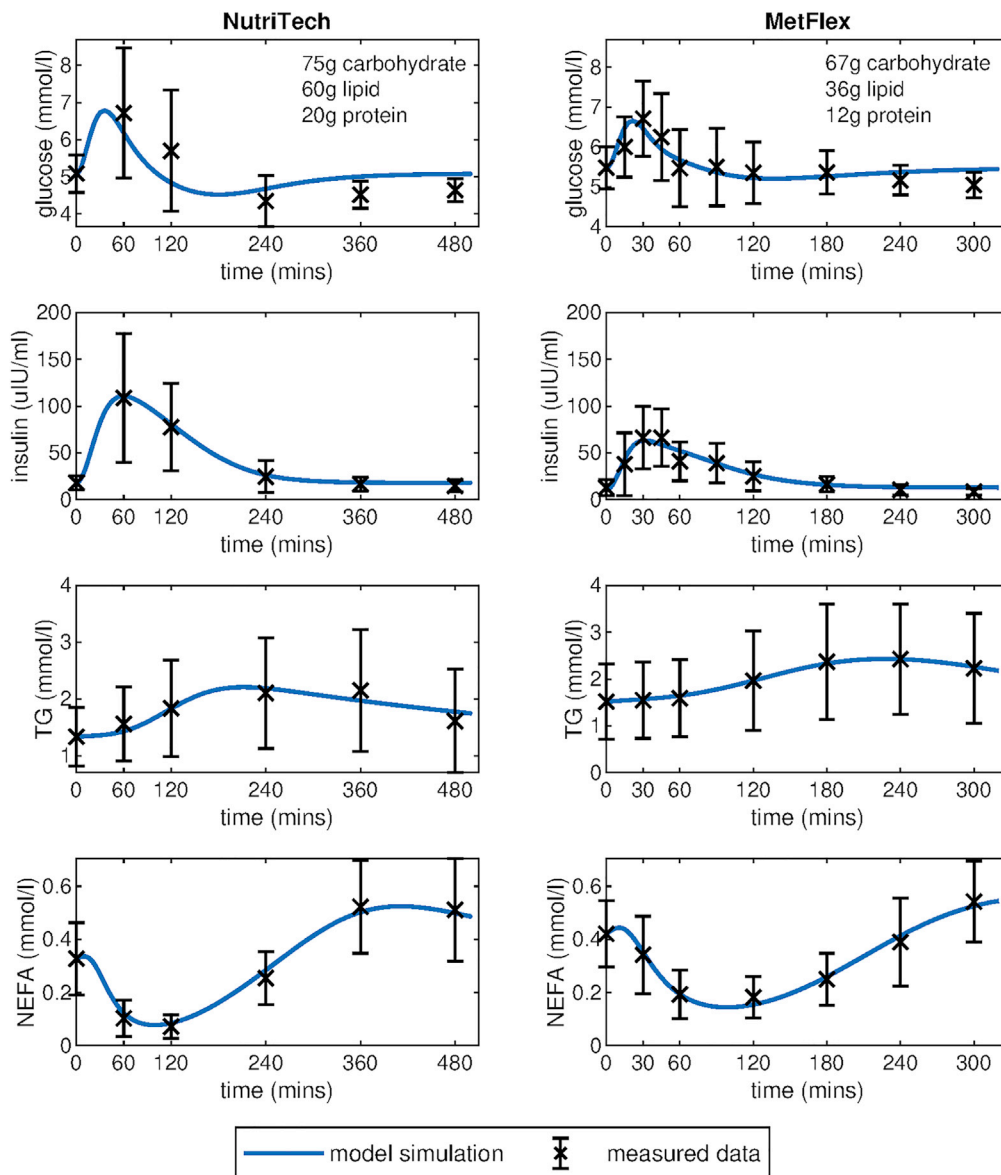 NutriTech
MetFlex
glucose (mmol/l)
8
7
6
5
4
75g carbohydrate
60g lipid
20g protein
0 60 120 240 360 480
time (mins)
glucose (mmol/l)
8
7
6
5
4
67g carbohydrate
36g lipid
12g protein
0 30 60 120 180 240 300
time (mins)
insulin (uIU/ml)
200
150
100
50
0
0 60 120 240 360 480
time (mins)
insulin (uIU/ml)
200
150
100
50
0
0 30 60 120 180 240 300
time (mins)
TG (mmol/l)
4
3
2
1
0 60 120 240 360 480
time (mins)
TG (mmol/l)
4
3
2
1
0
0 30 60 120 180 240 300
time (mins)
NEFA (mmol/l)
0.6
0.4
0.2
0
0 60 120 240 360 480
time (mins)
NEFA (mmol/l)
0.6
0.4
0.2
0
0 30 60 120 180 240 300
time (mins)
model simulation
measured data